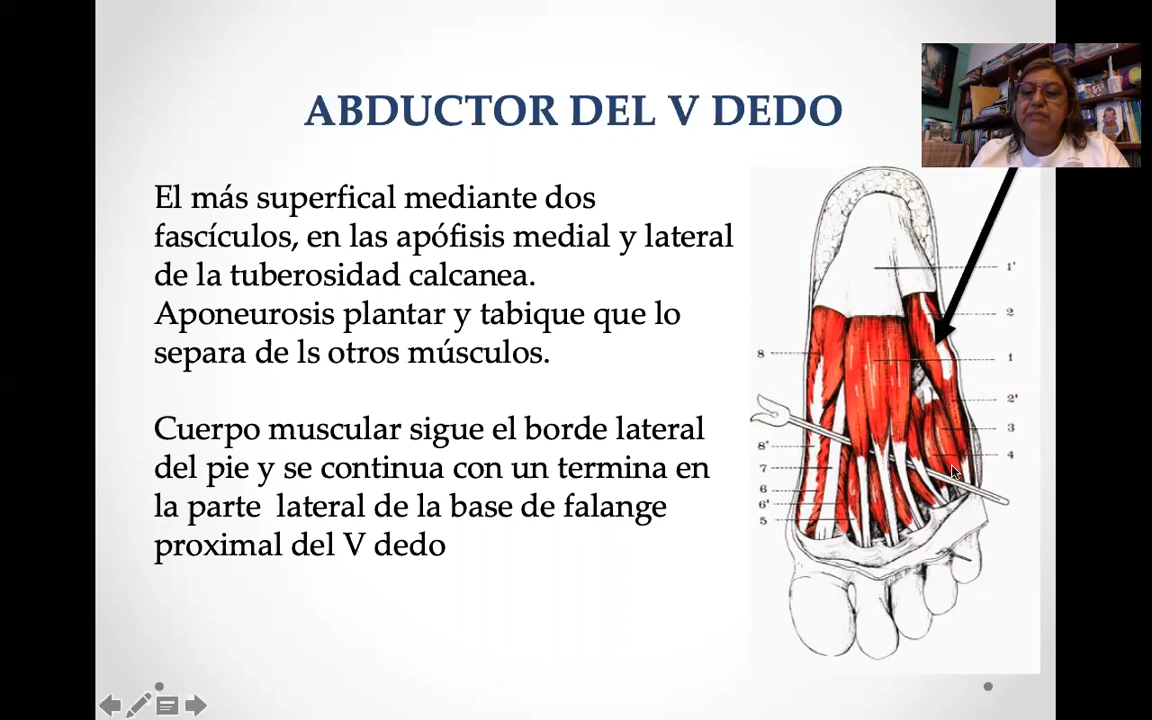 ABDUCTOR DEL V DEDO
El más superfical mediante dos
fascículos, en las apófisis medial y lateral
de la tuberosidad calcanea.
Aponeurosis plantar y tabique que lo
separa de ls otros músculos.
Cuerpo muscular sigue el borde lateral
del pie y se continua con un termina en
la parte lateral de la base de falange
proximal del V dedo
1'
2
8
1
2'
3
8'
4
7
6
6'
5